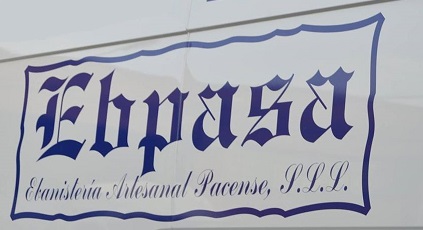 Ebpasa
Ebanistería Artesanal Pacense, S.L.L.